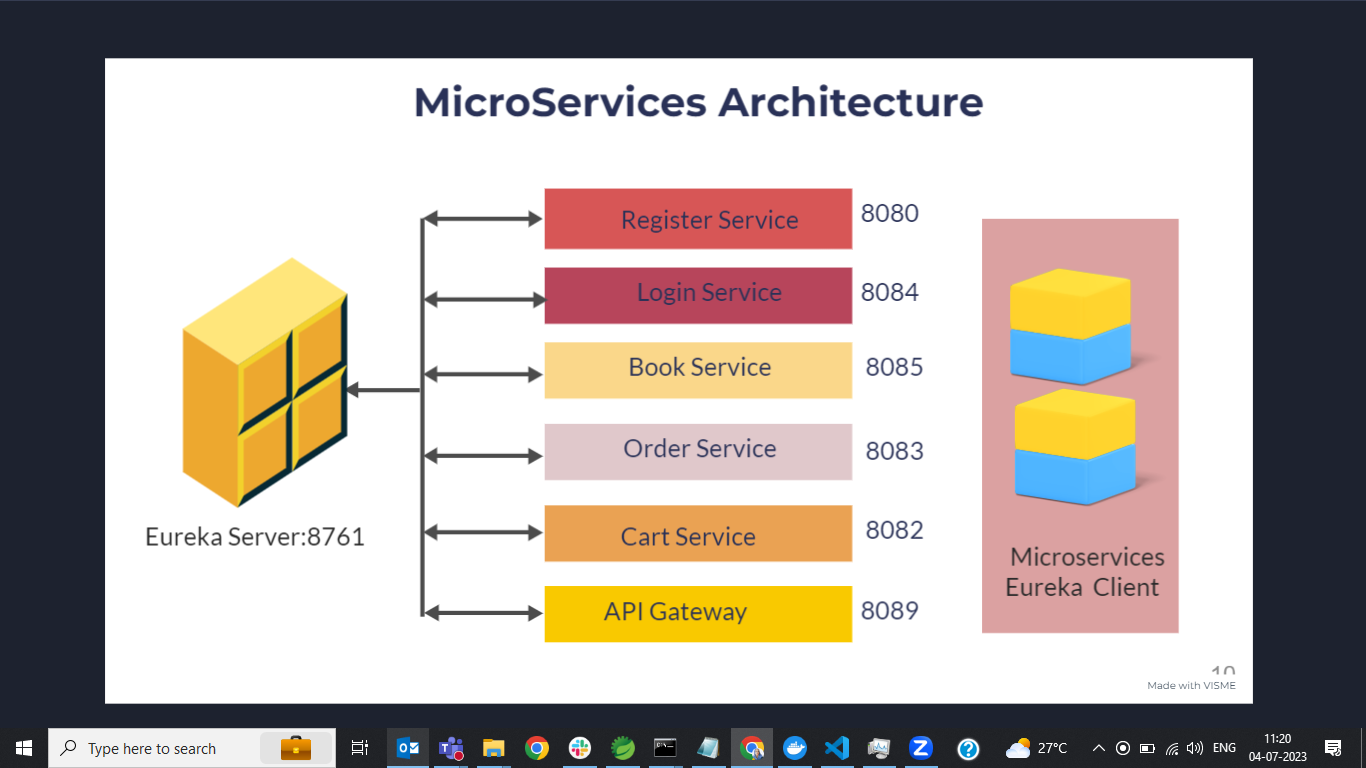 MicroServices Architecture
Register Service
8080
Login Service
8084
Book Service
8085
Order Service
8083
Cart Service
8082
API Gateway
8089
Eureka Server:8761
Microservices
Eureka Client
10
Made with VISME
Type here to search
27°C
ENG
11:20
04-07-2023